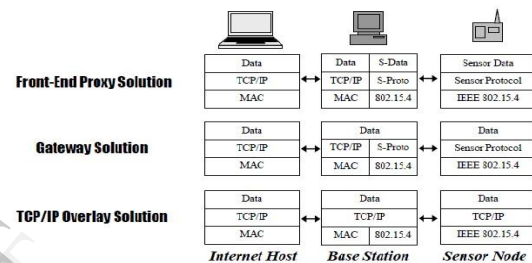 Front-End Proxy Solution
Data
TCP/IP
MAC
Data S-Data
TCP/IP S-Proto
MAC 802.15.4
Sensor Data
Sensor Protocol
IEEE 802.15.4
Gateway Solution
Data
TCP/IP
MAC
Data
TCP/IP S-Proto
MAC 802.15.4
Data
Sensor Protocol
IEEE 802.15.4
TCP/IP Overlay Solution
Data
TCP/IP
MAC
Data
TCP/IP
MAC 802.15.4
Data
TCP/IP
IEEE 802.15.4
Internet Host Base Station Sensor Node